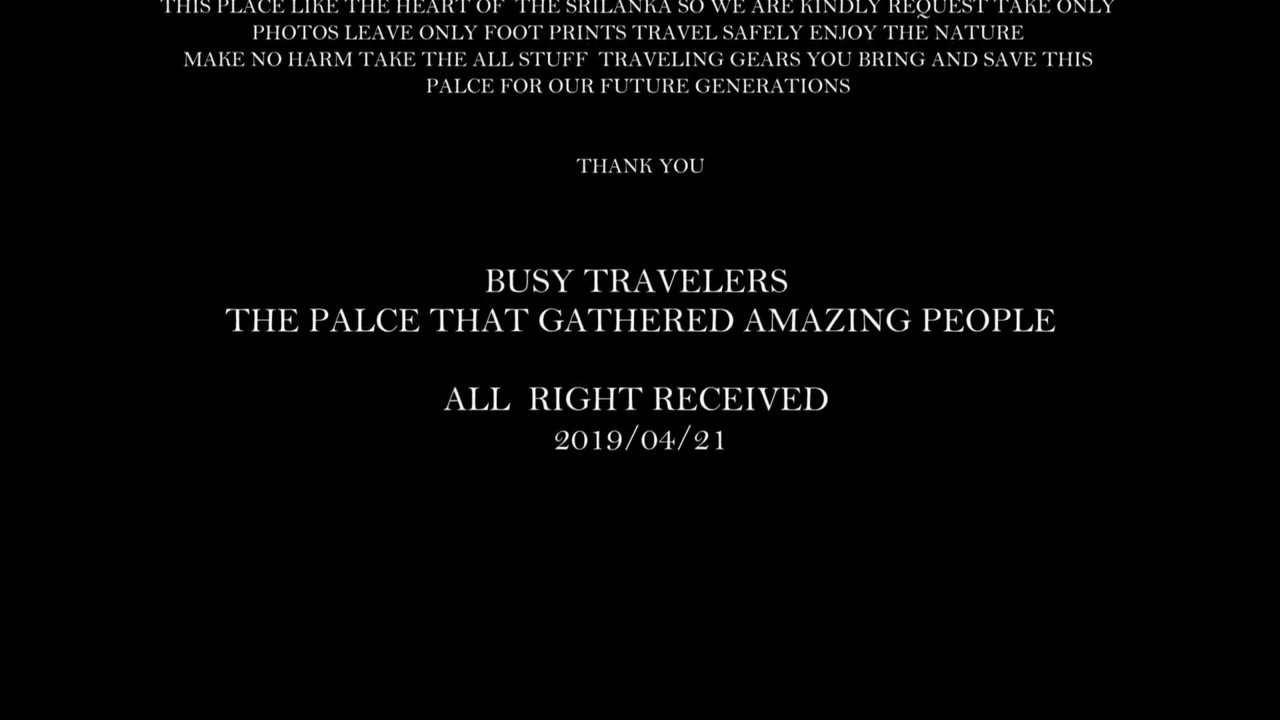 THIS PLACE LIKE THE HEART OF THE SRILANKA SO WE ARE KINDLY REQUEST TAKE ONLY
PHOTOS LEAVE ONLY FOOT PRINTS TRAVEL SAFELY ENJOY THE NATURE
MAKE NO HARM TAKE THE ALL STUFF TRAVELING GEARS YOU BRING AND SAVE THIS
PALCE FOR OUR FUTURE GENERATIONS
THANK YOU
BUSY TRAVELERS
THE PALCE THAT GATHERED AMAZING PEOPLE
ALL RIGHT RECEIVED
2019/04/21